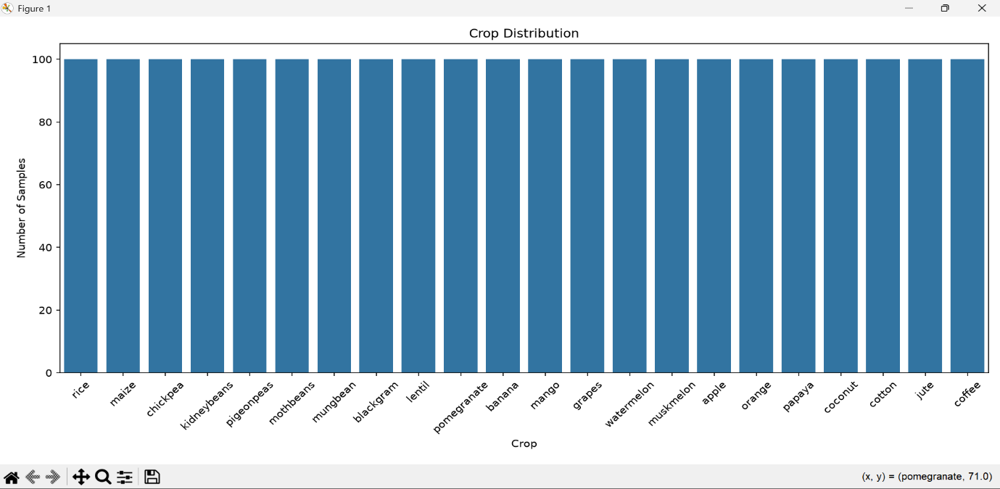 Figure 1
Crop Distribution
100
80
60
40
20
0
Number of Samples
rice
maize
chickpea
kidneybeans
pigeonpeas
mothbeans
mungbean
blackgram
lentil
pomegranate
banana
mango
grapes
watermelon
muskmelon
apple
orange
papaya
coconut
cotton
jute
coffee
Crop
(x, y) = (pomegranate, 71.0)